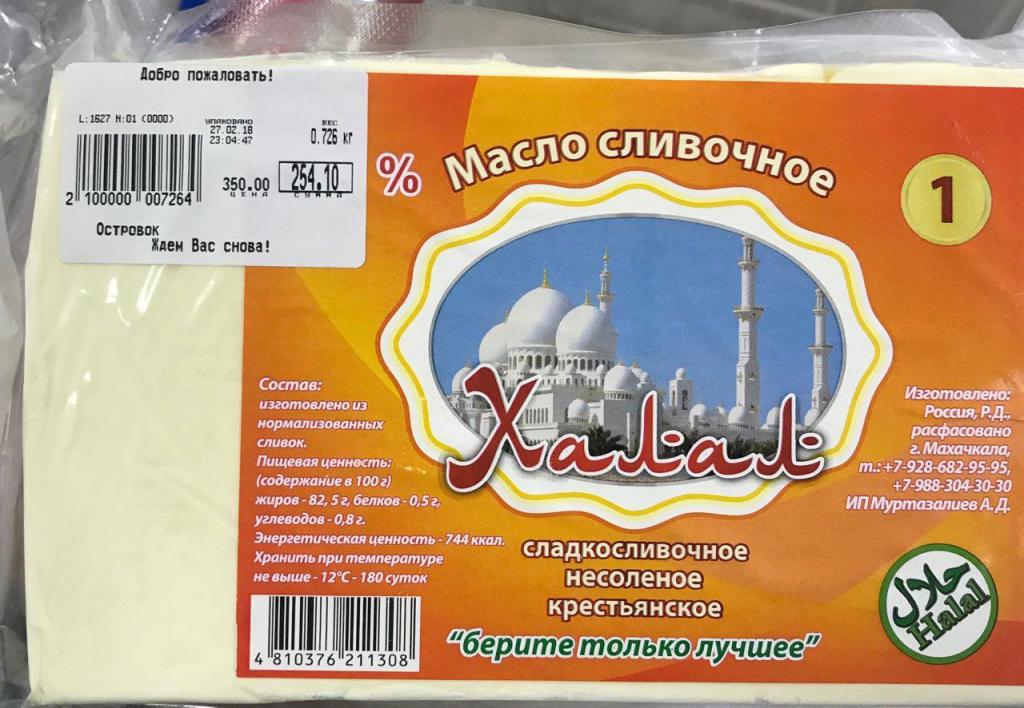 Добро пожаловать!
L:1627 N:01 (0000)
УПАКОВАНО
27.02.18
23:04:47
ВЕС
0.726 кг
350.00
ЦЕНА
254.10
СУММА
2 100000 007264
Островок
Ждем Вас снова!
%
Масло сливочное
1
Халал
Состав:
изготовлено из
нормализованных
сливок.
Пищевая ценность:
(содержание в 100 г)
жиров - 82, 5 г, белков - 0,5 г,
углеводов - 0,8 г.
Энергетическая ценность - 744 ккал.
Хранить при температуре
не выше - 12°С - 180 суток
4 810376 211308
Изготовлено:
Россия, Р.Д.,
расфасовано
г. Махачкала,
т.: +7-928-682-95-95,
+7-988-304-30-30
ИП Муртазалиев А. Д.
сладкосливочное
несоленое
крестьянское
"берите только лучшее"
حلال
Halal